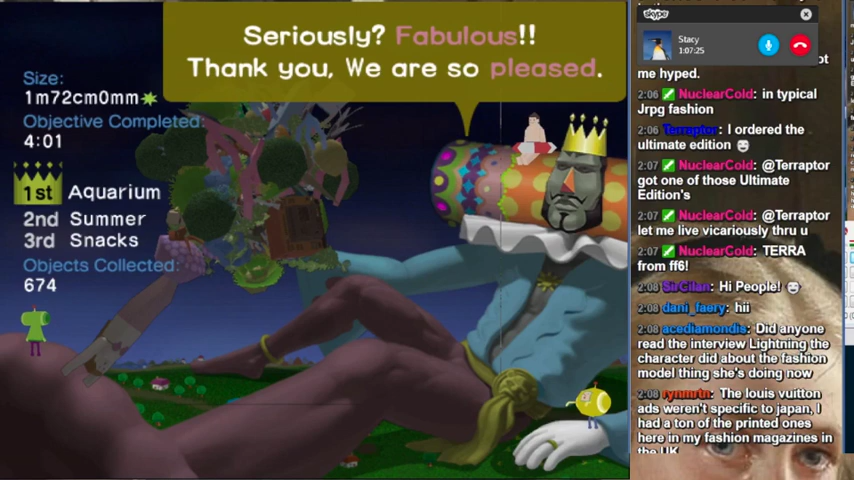 Seriously? Fabulous!!
Thank you, We are so pleased.
Size:
1m72cm0mm
Objective Completed:
4:01
1st Aquarium
2nd Summer
3rd Snacks
Objects Collected:
674
skype
Stacy
1:07:25
me hyped.
2:06 NuclearCold: in typical
Jrpg fashion
2:06 Terraptor: I ordered the
ultimate edition
2:07 NuclearCold: @Terraptor
got one of those Ultimate
Edition's
2:07 NuclearCold: @Terraptor
let me live vicariously thru u
2:07 NuclearCold: TERRA
from ff6!
2:08 SirGilan: Hi People!
2:08 dani_faery: hii
2:08 acediamondis: Did anyone
read the interview Lightning the
character did about the fashion
model thing she's doing now
2:08 rynmrtn: The louis vuitton
ads weren't specific to japan, I
had a ton of the printed ones
here in my fashion magazines in
the UK